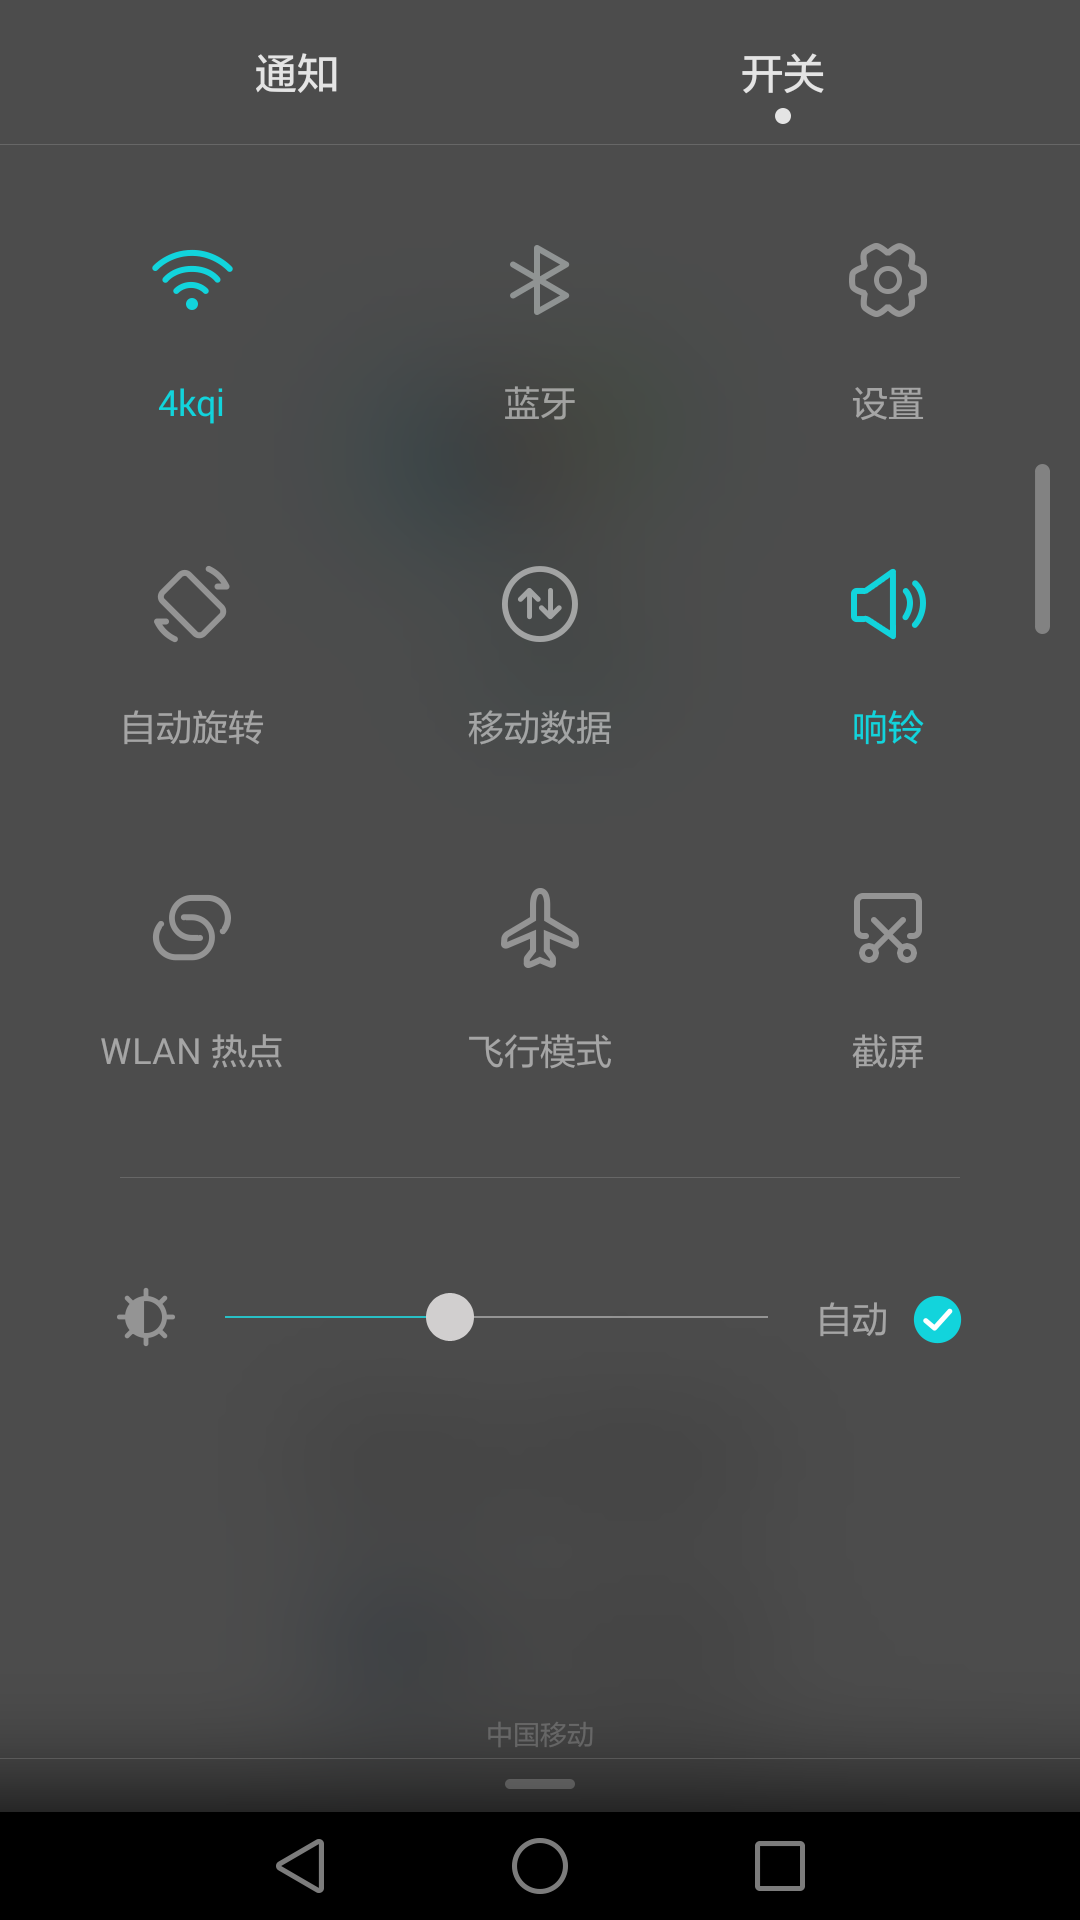 通知
开关
4kqi
蓝牙
设置
自动旋转
移动数据
响铃
WLAN 热点
飞行模式
截屏
自动
中国移动